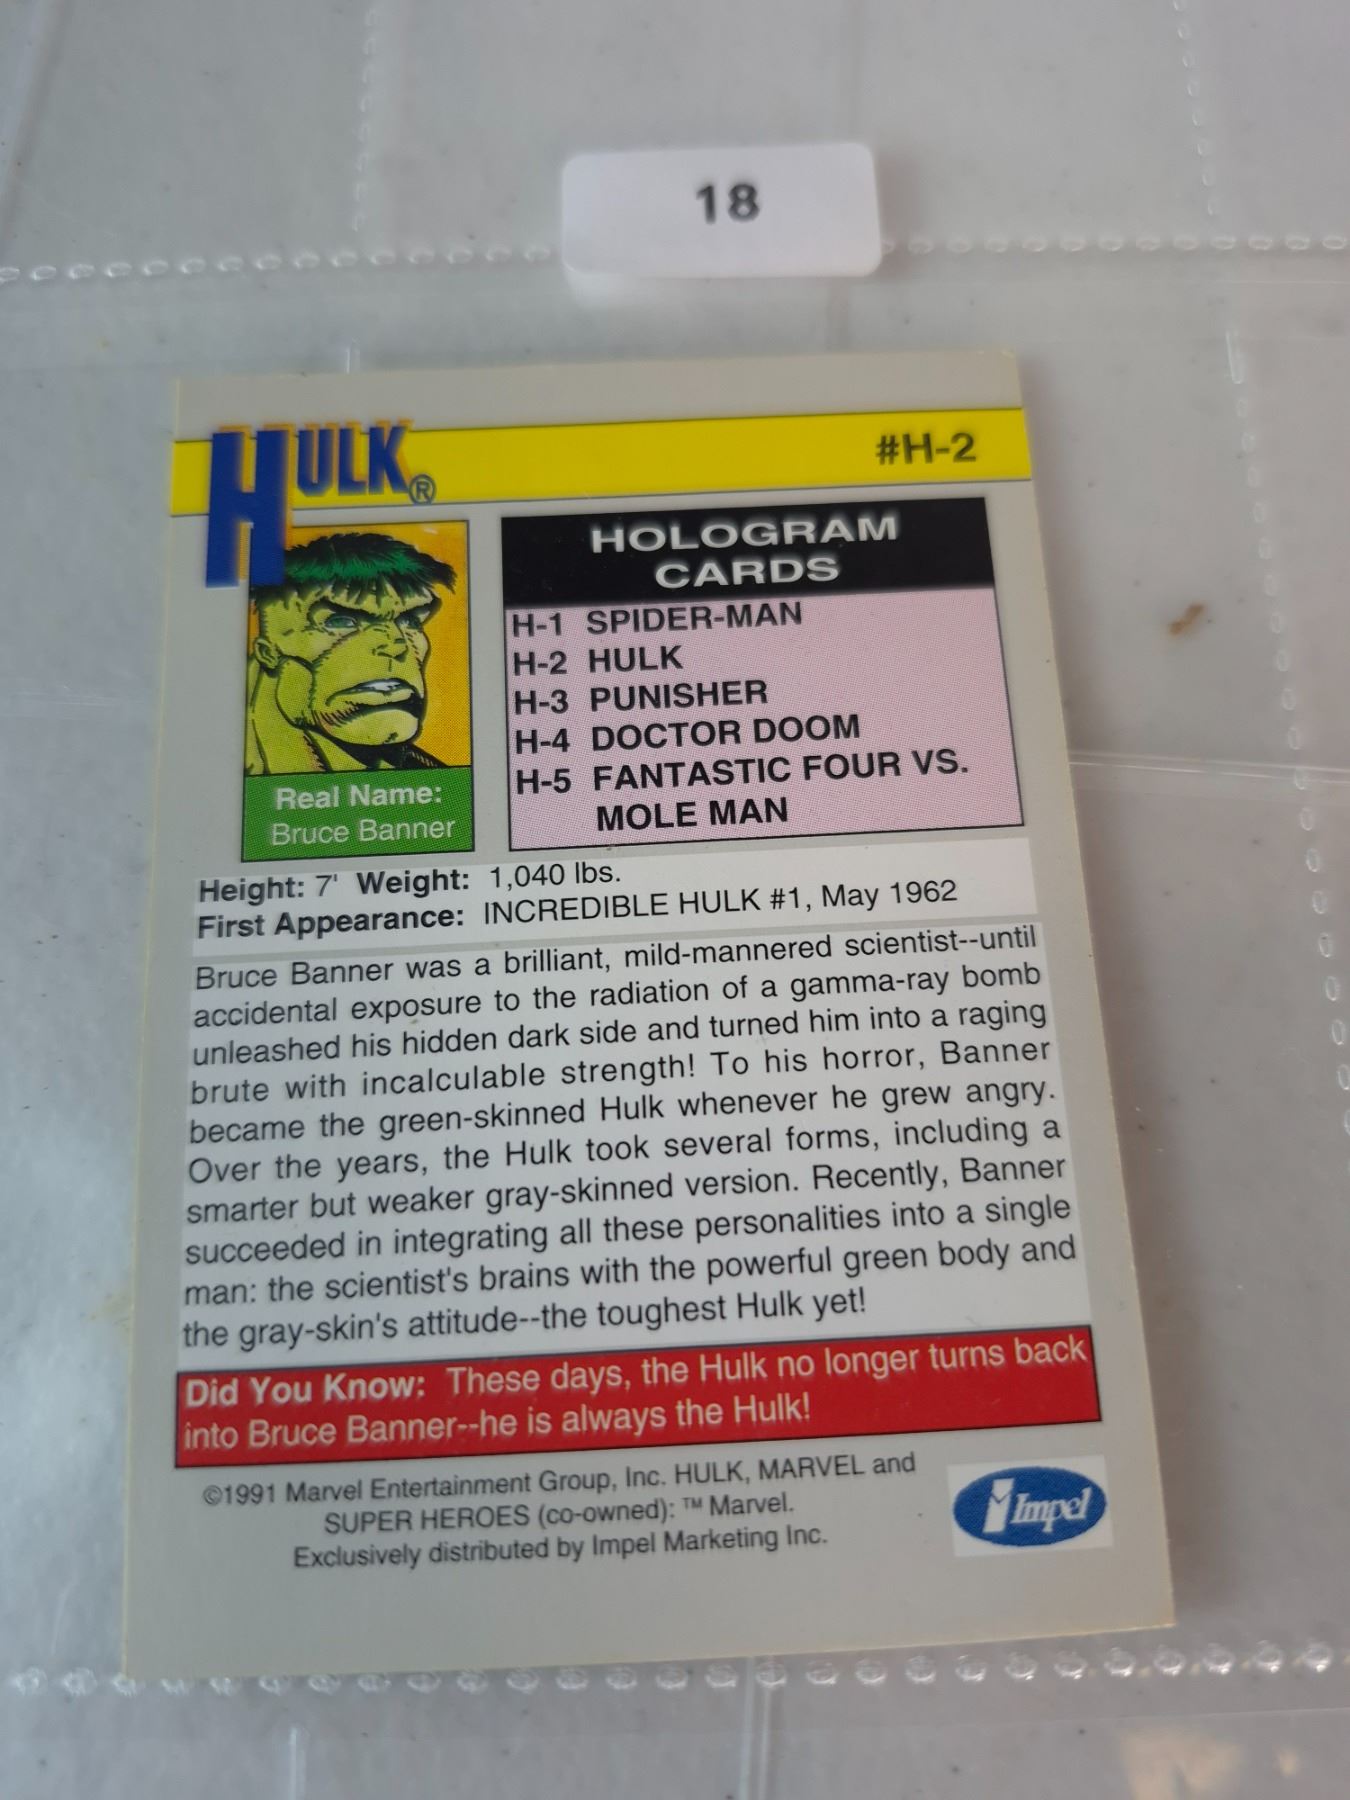 18
HULK®
#H-2
HOLOGRAM
CARDS
H-1 SPIDER-MAN
H-2 HULK
H-3 PUNISHER
H-4 DOCTOR DOOM
H-5 FANTASTIC FOUR VS.
MOLE MAN
Real Name:
Bruce Banner
Height: 7' Weight: 1,040 lbs.
First Appearance: INCREDIBLE HULK #1, May 1962
Bruce Banner was a brilliant, mild-mannered scientist--until
accidental exposure to the radiation of a gamma-ray bomb
unleashed his hidden dark side and turned him into a raging
brute with incalculable strength! To his horror, Banner
became the green-skinned Hulk whenever he grew angry.
Over the years, the Hulk took several forms, including a
smarter but weaker gray-skinned version. Recently, Banner
succeeded in integrating all these personalities into a single
man: the scientist's brains with the powerful green body and
the gray-skin's attitude--the toughest Hulk yet!
Did You Know: These days, the Hulk no longer turns back
into Bruce Banner--he is always the Hulk!
©1991 Marvel Entertainment Group, Inc. HULK, MARVEL and
SUPER HEROES (co-owned): ™ Marvel.
Exclusively distributed by Impel Marketing Inc.
Impel